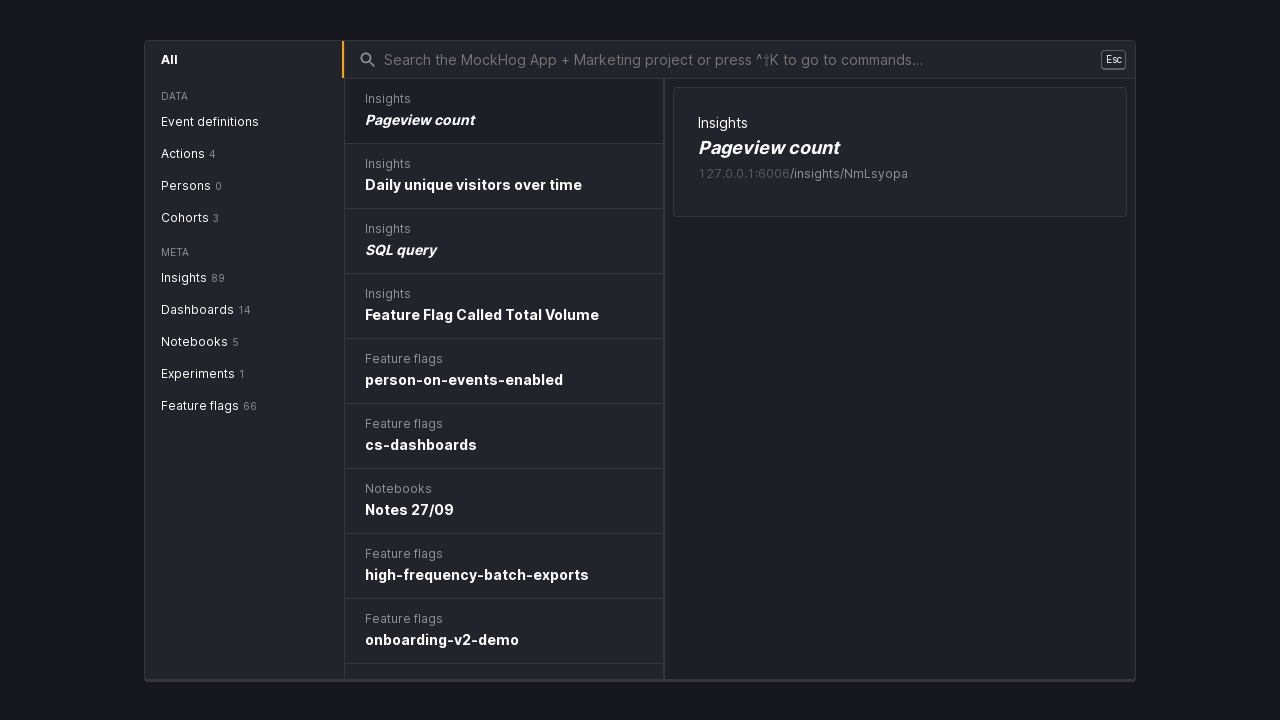 All
Search the MockHog App + Marketing project or press ^⇧K to go to commands...
Esc
DATA
Event definitions
Actions 4
Persons 0
Cohorts 3
META
Insights 89
Dashboards 14
Notebooks 5
Experiments 1
Feature flags 66
Insights
Pageview count
Insights
Daily unique visitors over time
Insights
SQL query
Insights
Feature Flag Called Total Volume
Feature flags
person-on-events-enabled
Feature flags
cs-dashboards
Notebooks
Notes 27/09
Feature flags
high-frequency-batch-exports
Feature flags
onboarding-v2-demo
Insights
Pageview count
127.0.0.1:6006/insights/NmLsyopa